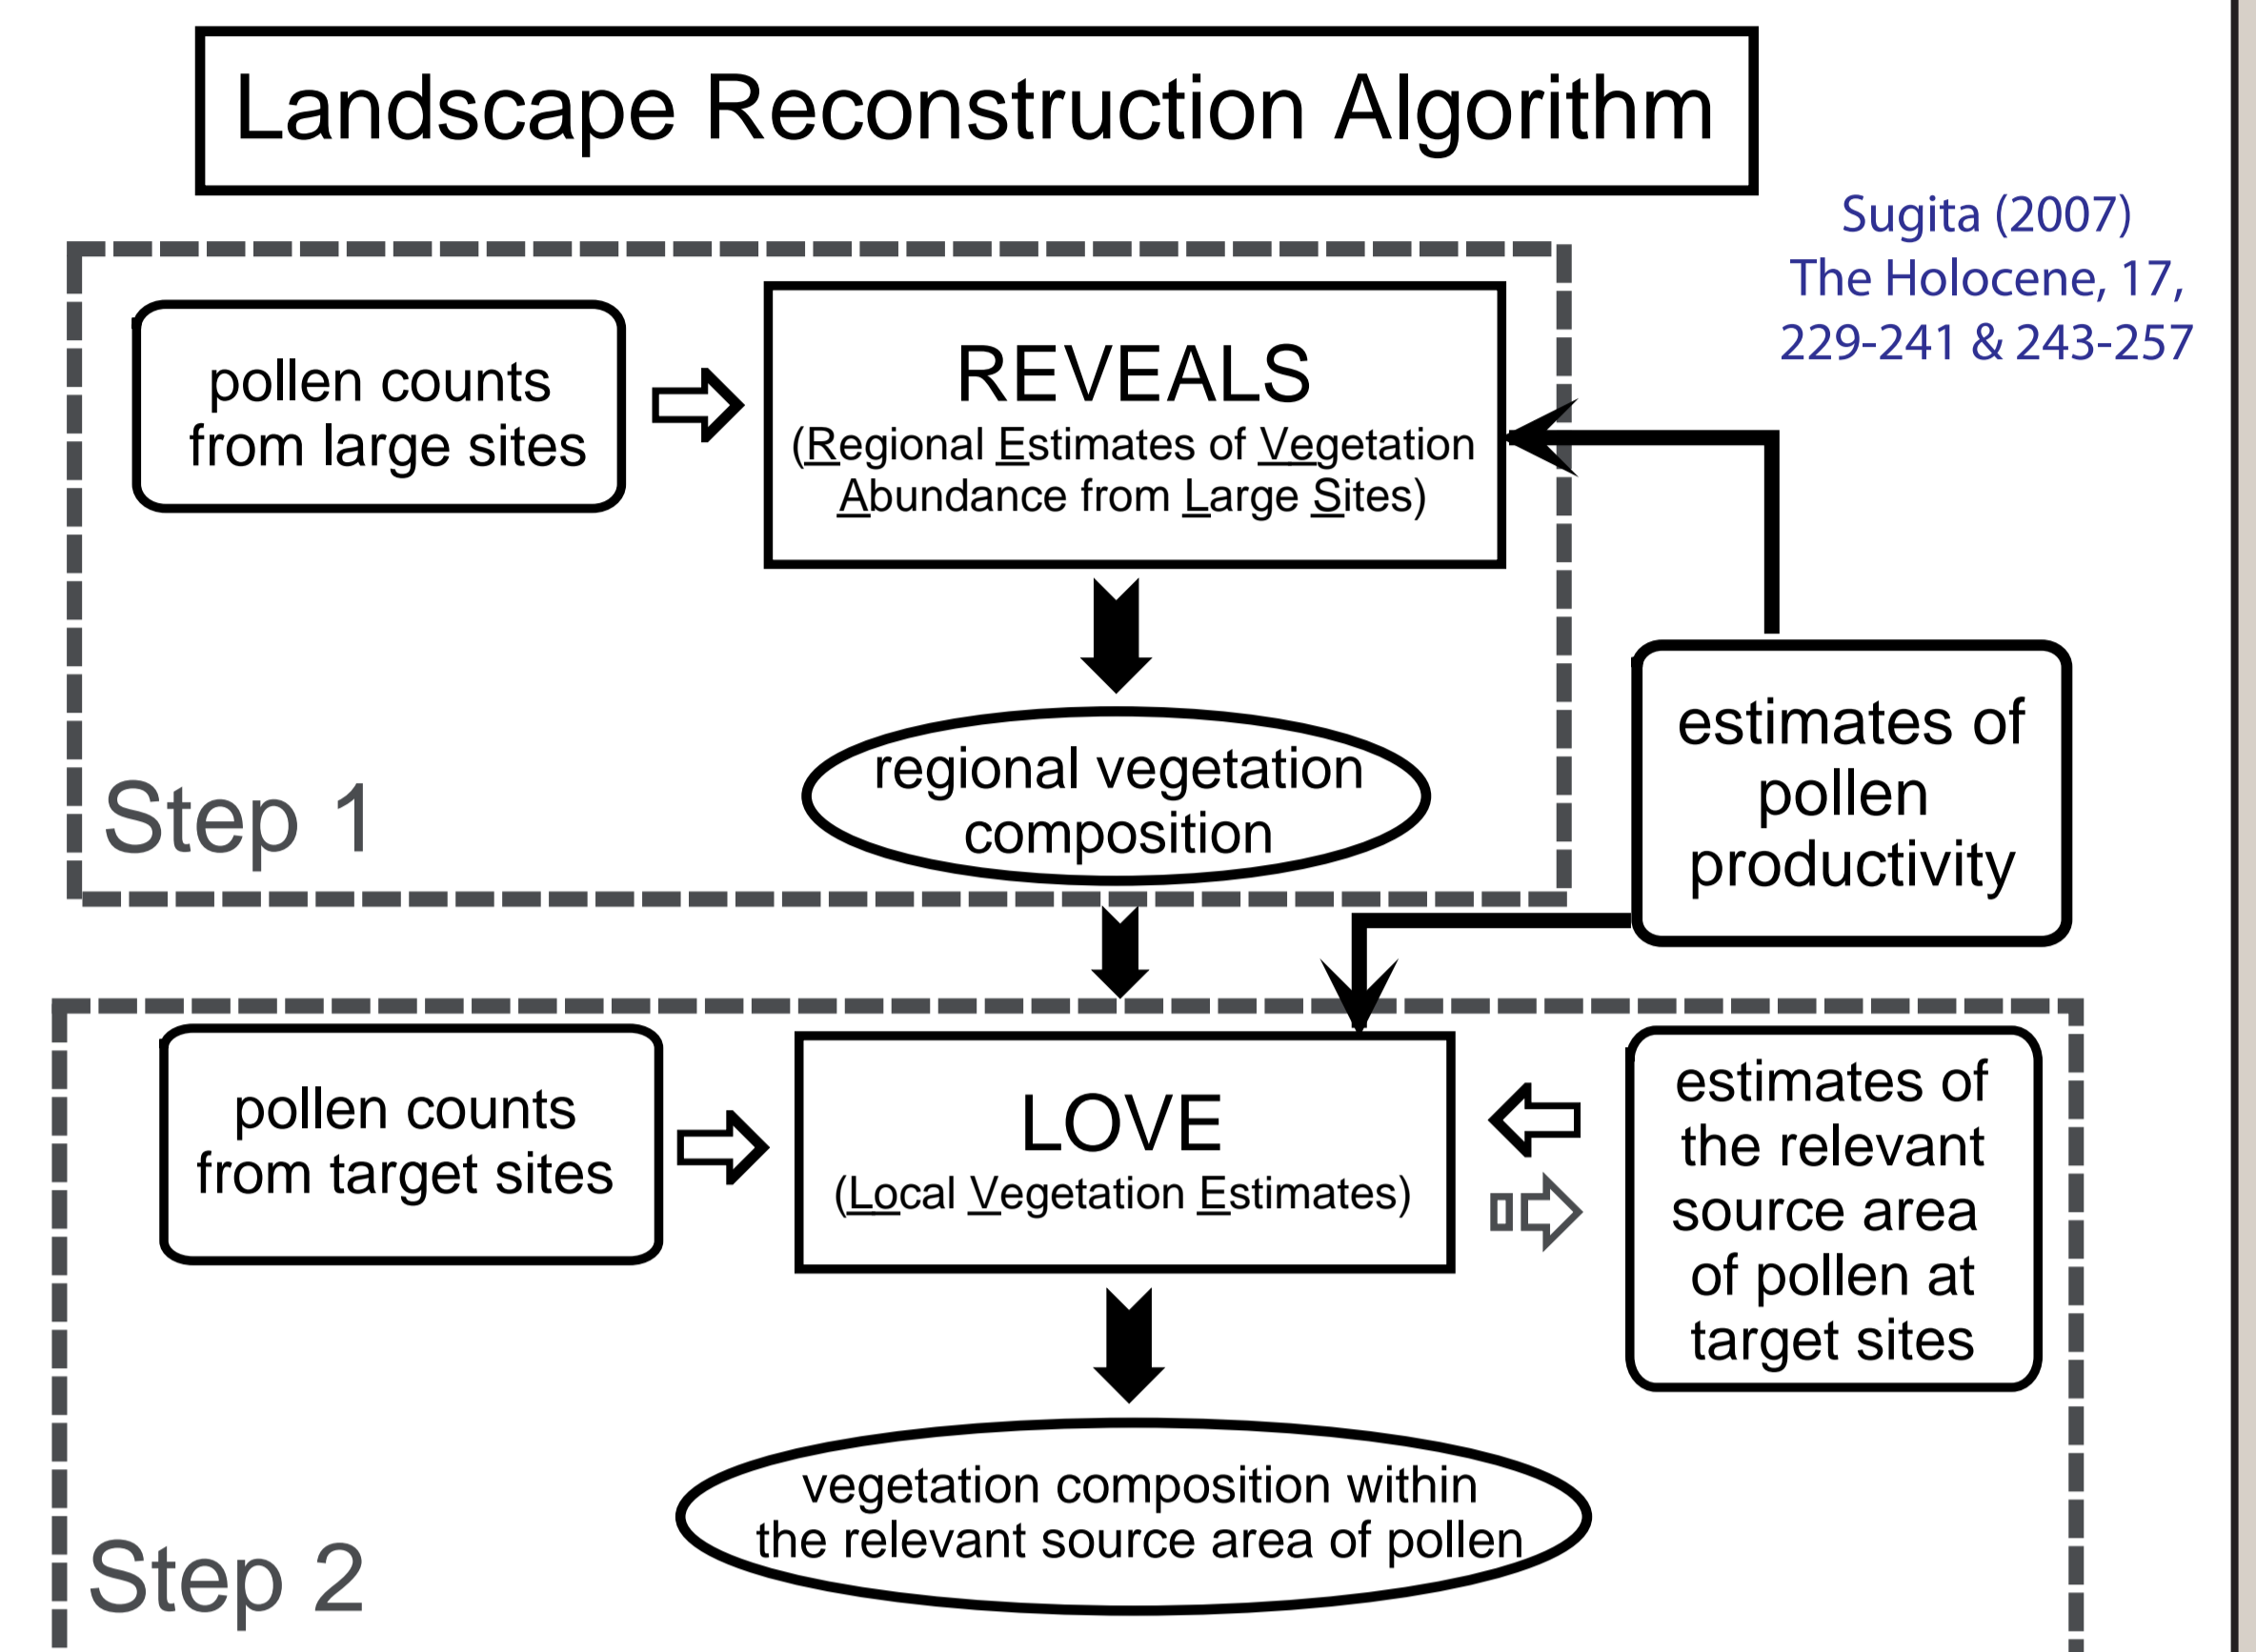 Landscape Reconstruction Algorithm
Sugita (2007)
The Holocene, 17,
229-241 & 243-257
pollen counts
from large sites
REVEALS
(Regional Estimates of Vegetation
Abundance from Large Sites)
regional vegetation
composition
Step 1
estimates of
pollen
productivity
pollen counts
from target sites
LOVE
(Local Vegetation Estimates)
estimates of
the relevant
source area
of pollen at
target sites
vegetation composition within
the relevant source area of pollen
Step 2